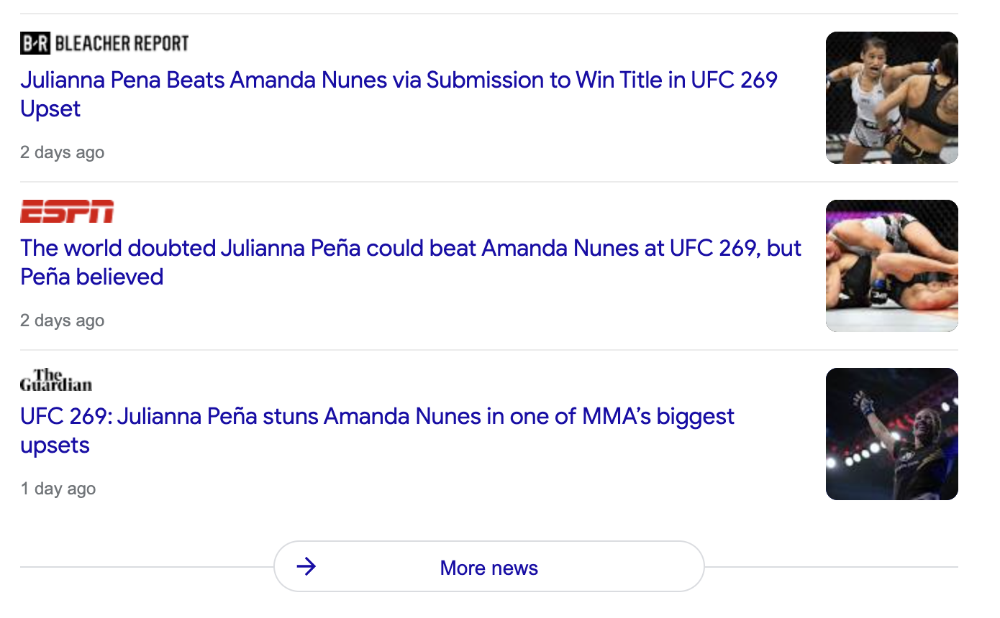 B/R BLEACHER REPORT
Julianna Pena Beats Amanda Nunes via Submission to Win Title in UFC 269
Upset
2 days ago
ESPN
The world doubted Julianna Peña could beat Amanda Nunes at UFC 269, but
Peña believed
2 days ago
The
Guardian
UFC 269: Julianna Peña stuns Amanda Nunes in one of MMA’s biggest
upsets
1 day ago
More news